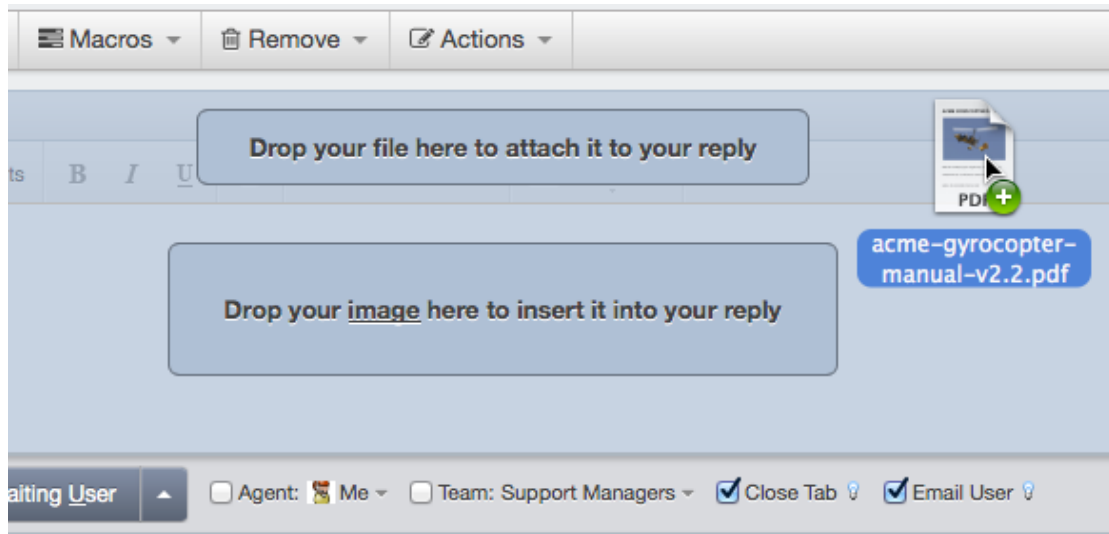 Macros Remove Actions
Drop your file here to attach it to your reply
ts B I U
PDF
acme-gyrocopter-
manual-v2.2.pdf
Drop your image here to insert it into your reply
aiting User Agent: Me Team: Support Managers Close Tab Email User